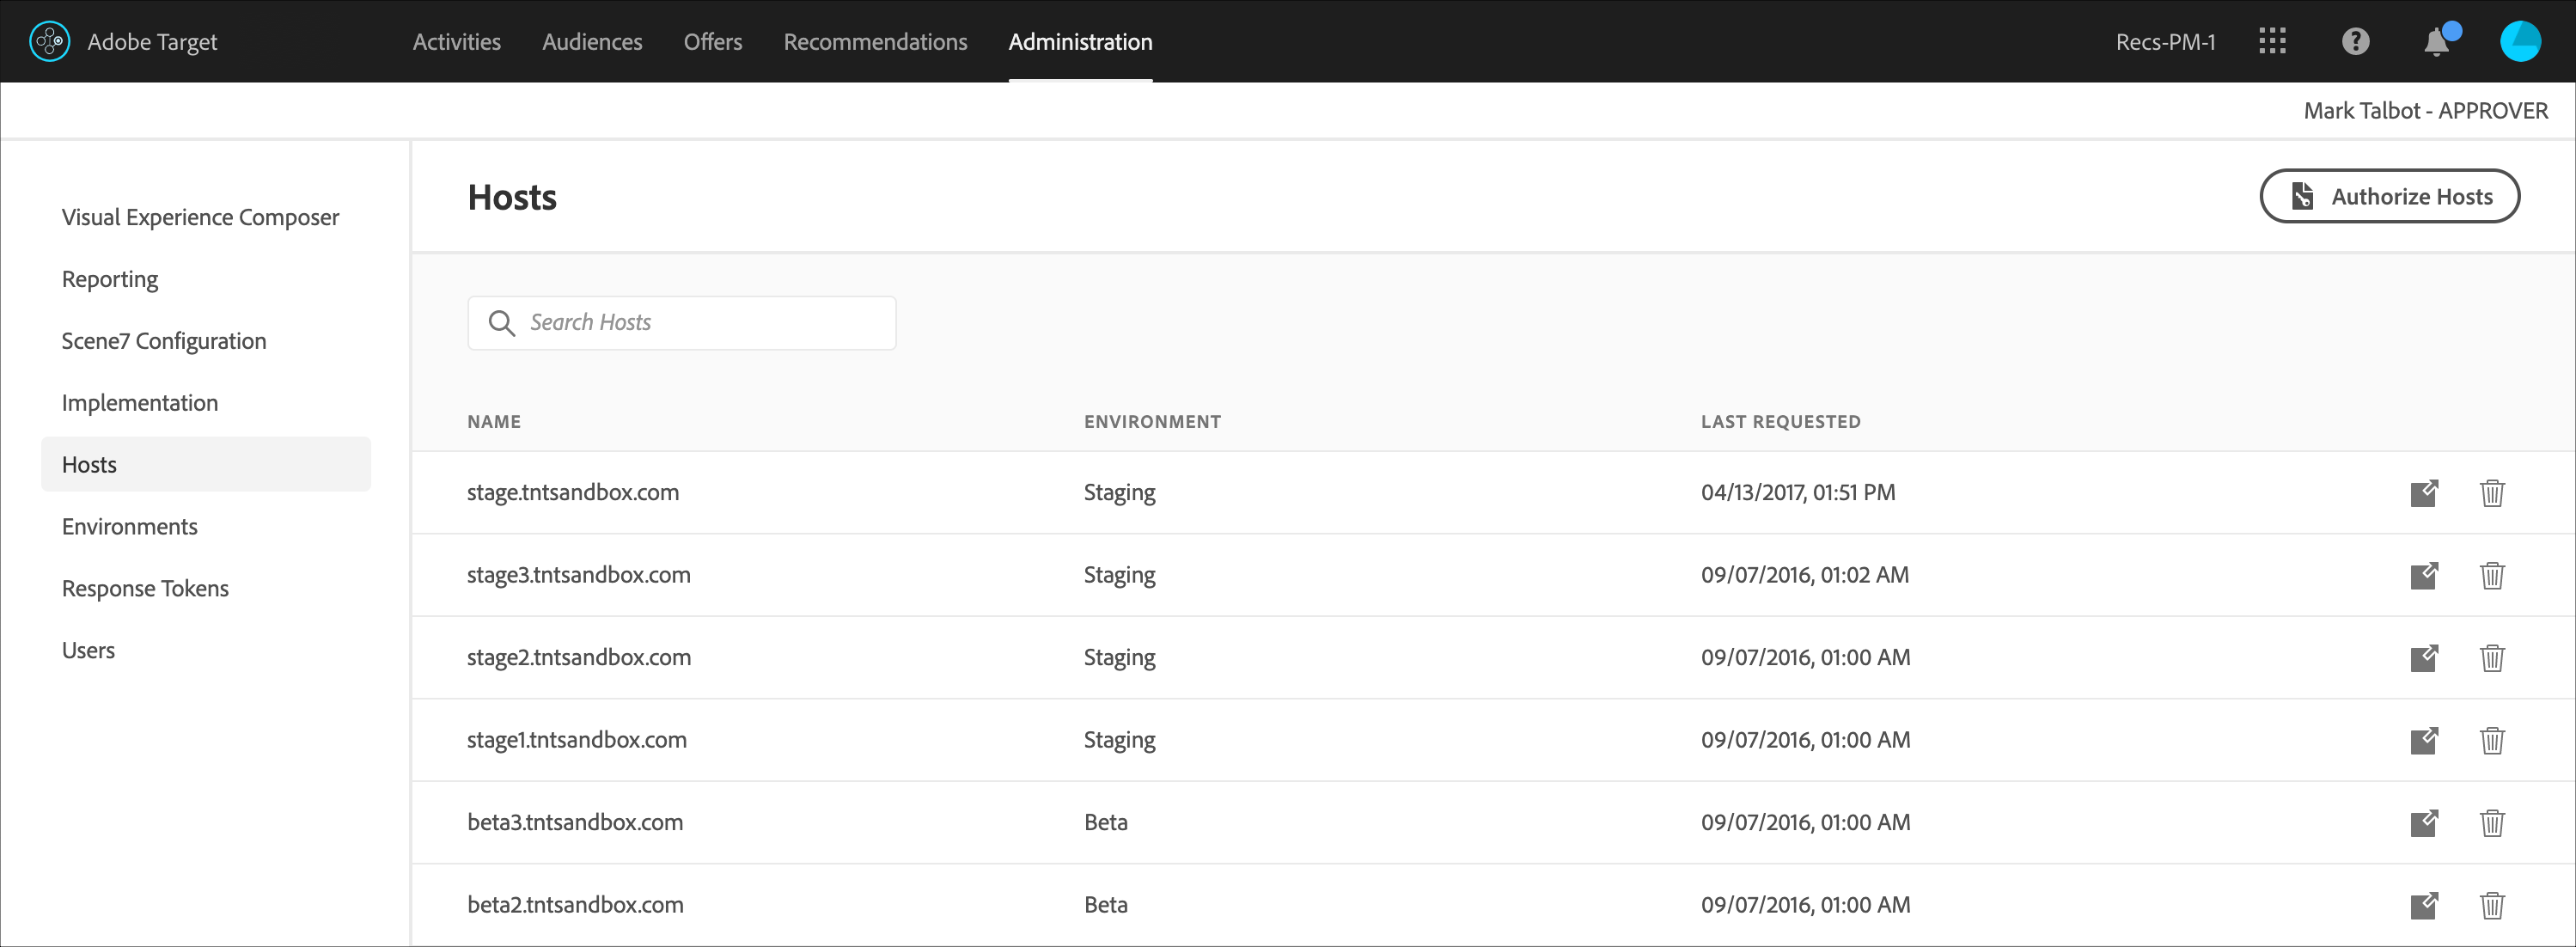 Adobe Target Activities Audiences Offers Recommendations Administration Recs-PM-1
Mark Talbot - APPROVER
Visual Experience Composer
Reporting
Scene7 Configuration
Implementation
Hosts
Environments
Response Tokens
Users
Hosts
Authorize Hosts
Search Hosts
NAME ENVIRONMENT LAST REQUESTED
stage.tntsandbox.com Staging 04/13/2017, 01:51 PM
stage3.tntsandbox.com Staging 09/07/2016, 01:02 AM
stage2.tntsandbox.com Staging 09/07/2016, 01:00 AM
stage1.tntsandbox.com Staging 09/07/2016, 01:00 AM
beta3.tntsandbox.com Beta 09/07/2016, 01:00 AM
beta2.tntsandbox.com Beta 09/07/2016, 01:00 AM